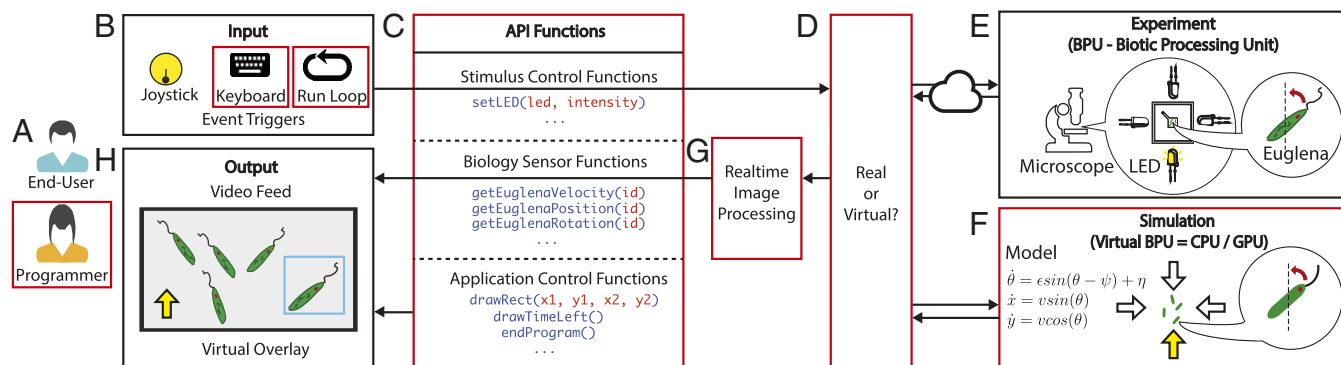 A
End-User
Programmer
B
Input
Joystick
Keyboard
Run Loop
Event Triggers
H
Output
Video Feed
Virtual Overlay
C
API Functions
Stimulus Control Functions
setLED(led, intensity)
...
Biology Sensor Functions
getEuglenaVelocity(id)
getEuglenaPosition(id)
getEuglenaRotation(id)
...
Application Control Functions
drawRect(x1, y1, x2, y2)
drawTimeLeft()
endProgram()
...
G
Realtime
Image
Processing
D
Real
or
Virtual?
E
Experiment
(BPU - Biotic Processing Unit)
Microscope
LED
Euglena
F
Simulation
(Virtual BPU = CPU / GPU)
Model
θ̇ = ϵsin(θ − ψ) + η
ẋ = vsin(θ)
ẏ = vcos(θ)